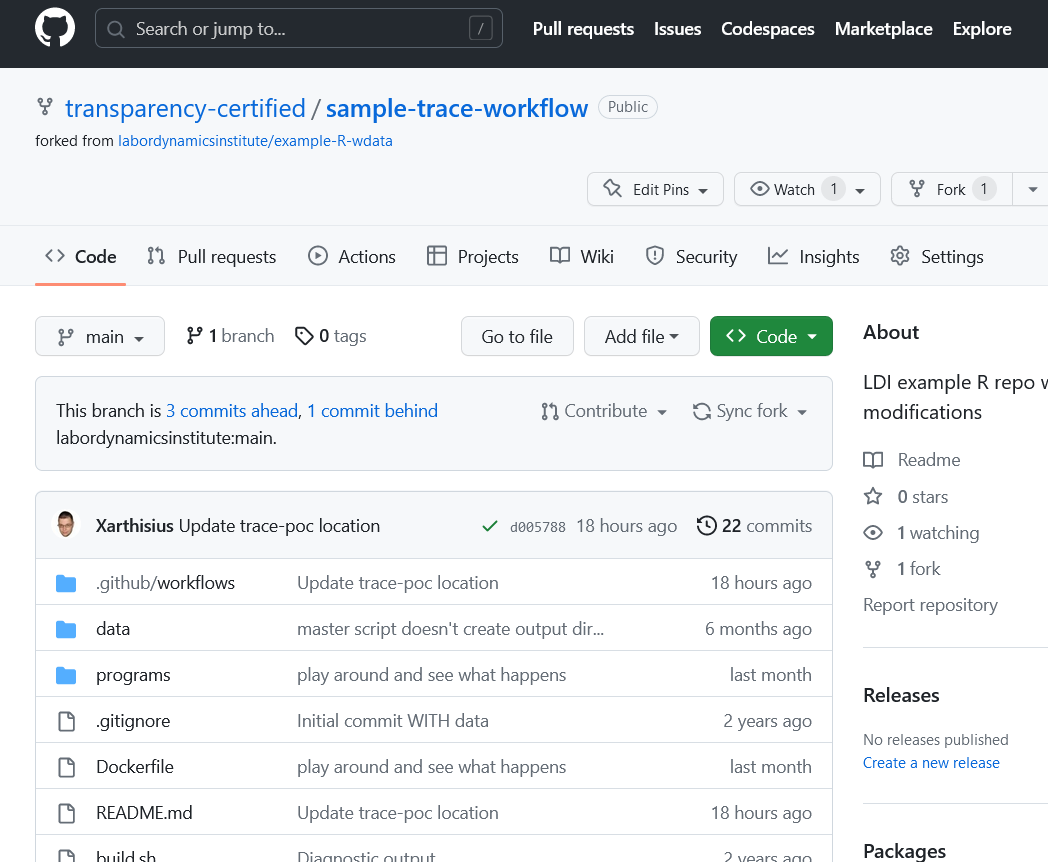 Search or jump to... /
Pull requests Issues Codespaces Marketplace Explore
transparency-certified / sample-trace-workflow Public
forked from labordynamicsinstitute/example-R-wdata
Edit Pins Watch 1 Fork 1
Code Pull requests Actions Projects Wiki Security Insights Settings
main 1 branch 0 tags Go to file Add file Code
This branch is 3 commits ahead, 1 commit behind
labordynamicsinstitute:main.
Contribute Sync fork
Xarthisius Update trace-poc location d005788 18 hours ago 22 commits
.github/workflows Update trace-poc location 18 hours ago
data master script doesn't create output dir... 6 months ago
programs play around and see what happens last month
.gitignore Initial commit WITH data 2 years ago
Dockerfile play around and see what happens last month
README.md Update trace-poc location 18 hours ago
build.sh Diagnostic output 2 years ago
About
LDI example R repo
modifications
Readme
0 stars
1 watching
1 fork
Report repository
Releases
No releases published
Create a new release
Packages